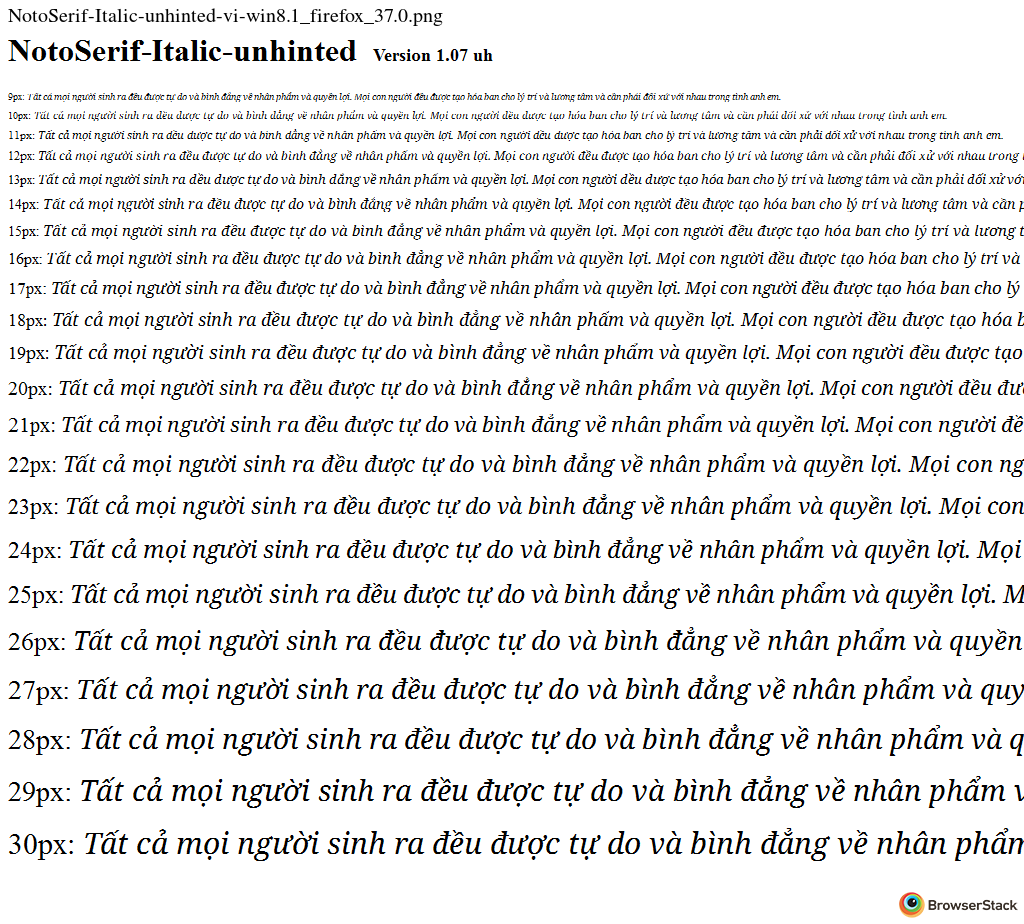 NotoSerif-Italic-unhinted-vi-win8.1_firefox_37.0.png
NotoSerif-Italic-unhinted Version 1.07 uh
9px: Tất cả mọi người sinh ra đều được tự do và bình đẳng về nhân phẩm và quyền lợi. Mọi con người đều được tạo hóa ban cho lý trí và lương tâm và cần phải đối xử với nhau trong tình anh em.
10px: Tất cả mọi người sinh ra đều được tự do và bình đẳng về nhân phẩm và quyền lợi. Mọi con người đều được tạo hóa ban cho lý trí và lương tâm và cần phải đối xử với nhau trong tình anh em.
11px: Tất cả mọi người sinh ra đều được tự do và bình đẳng về nhân phẩm và quyền lợi. Mọi con người đều được tạo hóa ban cho lý trí và lương tâm và cần phải đối xử với nhau trong tình anh em.
12px: Tất cả mọi người sinh ra đều được tự do và bình đẳng về nhân phẩm và quyền lợi. Mọi con người đều được tạo hóa ban cho lý trí và lương tâm và cần phải đối xử với nhau trong
13px: Tất cả mọi người sinh ra đều được tự do và bình đẳng về nhân phẩm và quyền lợi. Mọi con người đều được tạo hóa ban cho lý trí và lương tâm và cần phải đối xử với
14px: Tất cả mọi người sinh ra đều được tự do và bình đẳng về nhân phẩm và quyền lợi. Mọi con người đều được tạo hóa ban cho lý trí và lương tâm và cần p
15px: Tất cả mọi người sinh ra đều được tự do và bình đẳng về nhân phẩm và quyền lợi. Mọi con người đều được tạo hóa ban cho lý trí và lương t
16px: Tất cả mọi người sinh ra đều được tự do và bình đẳng về nhân phẩm và quyền lợi. Mọi con người đều được tạo hóa ban cho lý trí và
17px: Tất cả mọi người sinh ra đều được tự do và bình đẳng về nhân phẩm và quyền lợi. Mọi con người đều được tạo hóa ban cho lý
18px: Tất cả mọi người sinh ra đều được tự do và bình đẳng về nhân phẩm và quyền lợi. Mọi con người đều được tạo hóa b
19px: Tất cả mọi người sinh ra đều được tự do và bình đẳng về nhân phẩm và quyền lợi. Mọi con người đều được tạo
20px: Tất cả mọi người sinh ra đều được tự do và bình đẳng về nhân phẩm và quyền lợi. Mọi con người đều đư
21px: Tất cả mọi người sinh ra đều được tự do và bình đẳng về nhân phẩm và quyền lợi. Mọi con người đề
22px: Tất cả mọi người sinh ra đều được tự do và bình đẳng về nhân phẩm và quyền lợi. Mọi con ng
23px: Tất cả mọi người sinh ra đều được tự do và bình đẳng về nhân phẩm và quyền lợi. Mọi con
24px: Tất cả mọi người sinh ra đều được tự do và bình đẳng về nhân phẩm và quyền lợi. Mọi
25px: Tất cả mọi người sinh ra đều được tự do và bình đẳng về nhân phẩm và quyền lợi. M
26px: Tất cả mọi người sinh ra đều được tự do và bình đẳng về nhân phẩm và quyền
27px: Tất cả mọi người sinh ra đều được tự do và bình đẳng về nhân phẩm và quy
28px: Tất cả mọi người sinh ra đều được tự do và bình đẳng về nhân phẩm và q
29px: Tất cả mọi người sinh ra đều được tự do và bình đẳng về nhân phẩm v
30px: Tất cả mọi người sinh ra đều được tự do và bình đẳng về nhân phẩm
BrowserStack